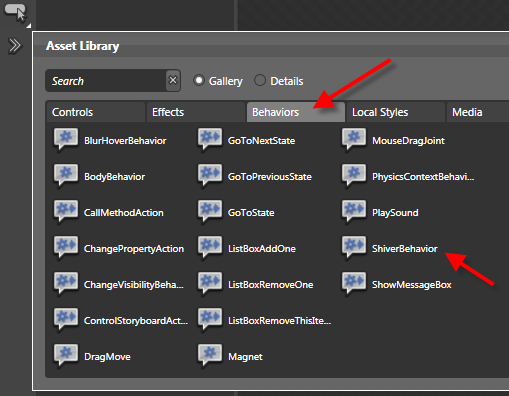 Asset Library
Search Gallery Details
Controls Effects Behaviors Local Styles Media
BlurHoverBehavior GoToNextState MouseDragJoint
BodyBehavior GoToPreviousState PhysicsContextBehavi...
CallMethodAction GoToState PlaySound
ChangePropertyAction ListBoxAddOne ShiverBehavior
ChangeVisibilityBeha... ListBoxRemoveOne ShowMessageBox
ControlStoryboardAct... ListBoxRemoveThisIte...
DragMove Magnet